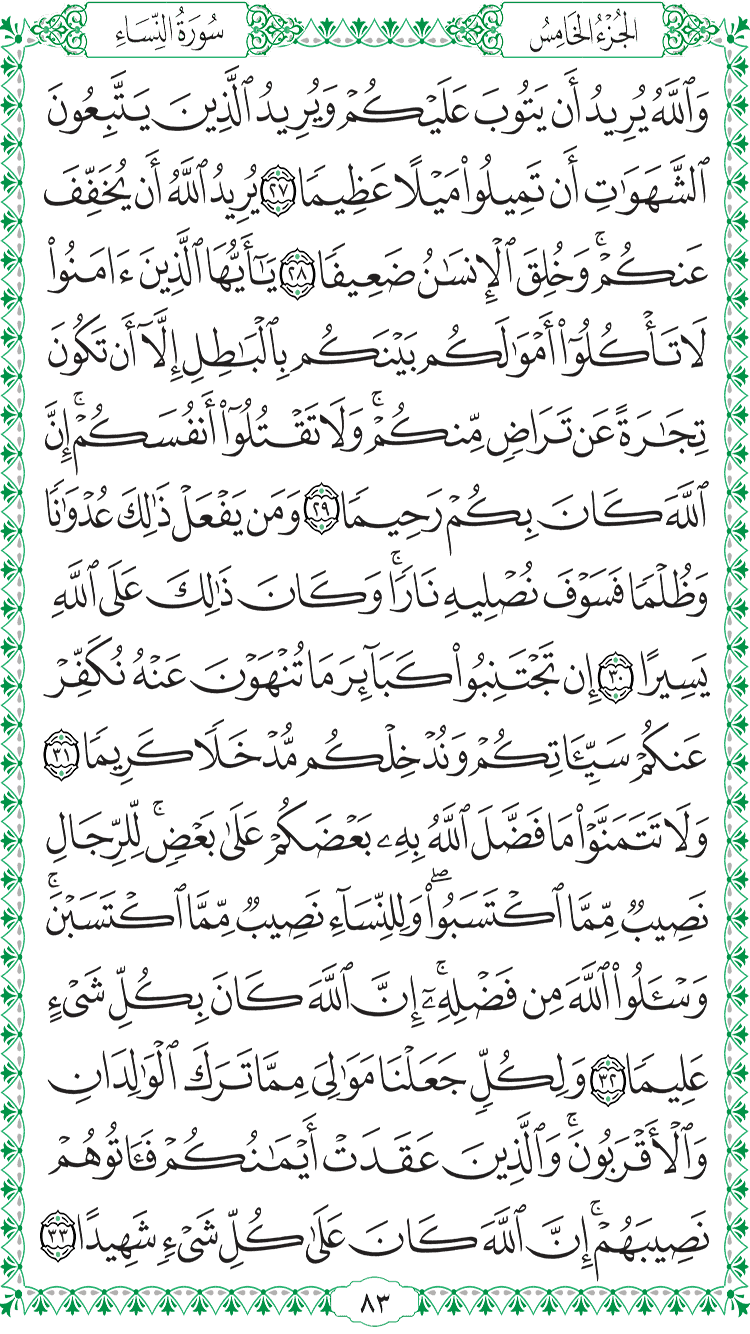 الجُزْءُ الخَامِسُ
سُورَةُ النِّسَاءِ
وَٱللَّهُ يُرِيدُ أَن يَتُوبَ عَلَيۡكُمۡ وَيُرِيدُ ٱلَّذِينَ يَتَّبِعُونَ
ٱلشَّهَوَٰتِ أَن تَمِيلُواْ مَيۡلًا عَظِيمٗا ٢٧ يُرِيدُ ٱللَّهُ أَن يُخَفِّفَ
عَنكُمۡۚ وَخُلِقَ ٱلۡإِنسَٰنُ ضَعِيفٗا ٢٨ يَٰٓأَيُّهَا ٱلَّذِينَ ءَامَنُواْ
لَا تَأۡكُلُوٓاْ أَمۡوَٰلَكُم بَيۡنَكُم بِٱلۡبَٰطِلِ إِلَّآ أَن تَكُونَ
تِجَٰرَةً عَن تَرَاضٖ مِّنكُمۡۚ وَلَا تَقۡتُلُوٓاْ أَنفُسَكُمۡۚ إِنَّ
ٱللَّهَ كَانَ بِكُمۡ رَحِيمٗا ٢٩ وَمَن يَفۡعَلۡ ذَٰلِكَ عُدۡوَٰنٗا
وَظُلۡمٗا فَسَوۡفَ نُصۡلِيهِ نَارٗاۚ وَكَانَ ذَٰلِكَ عَلَى ٱللَّهِ
يَسِيرًا ٣٠ إِن تَجۡتَنِبُواْ كَبَآئِرَ مَا تُنۡهَوۡنَ عَنۡهُ نُكَفِّرۡ
عَنكُمۡ سَيِّـَٔاتِكُمۡ وَنُدۡخِلۡكُم مُّدۡخَلٗا كَرِيمٗا ٣١
وَلَا تَتَمَنَّوۡاْ مَا فَضَّلَ ٱللَّهُ بِهِۦ بَعۡضَكُمۡ عَلَىٰ بَعۡضٖۚ لِّلرِّجَالِ
نَصِيبٞ مِّمَّا ٱكۡتَسَبُواْۖ وَلِلنِّسَآءِ نَصِيبٞ مِّمَّا ٱكۡتَسَبۡنَۚ
وَسۡـَٔلُواْ ٱللَّهَ مِن فَضۡلِهِۦٓۚ إِنَّ ٱللَّهَ كَانَ بِكُلِّ شَيۡءٍ
عَلِيمٗا ٣٢ وَلِكُلّٖ جَعَلۡنَا مَوَٰلِيَ مِمَّا تَرَكَ ٱلۡوَٰلِدَانِ
وَٱلۡأَقۡرَبُونَۚ وَٱلَّذِينَ عَقَدَتۡ أَيۡمَٰنُكُمۡ فَـَٔاتُوهُمۡ
نَصِيبَهُمۡۚ إِنَّ ٱللَّهَ كَانَ عَلَىٰ كُلِّ شَيۡءٖ شَهِيدًا ٣٣
٨٣